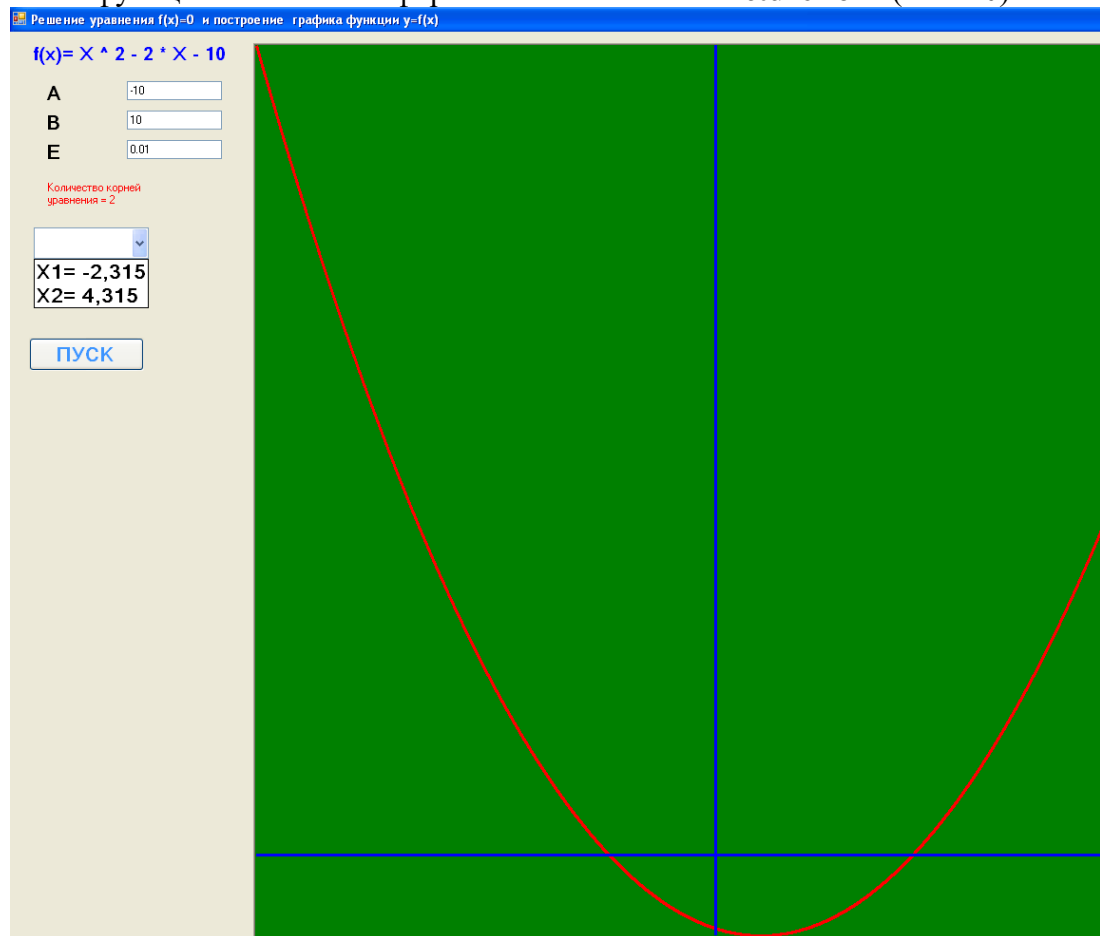 Решение уравнения f(x)=0 и построение графика функции y=f(x)
f(x)= X ^ 2 - 2 * X - 10
A -10
B 10
E 0.01
Количество корней
уравнения = 2
X1= -2,315
X2= 4,315
ПУСК